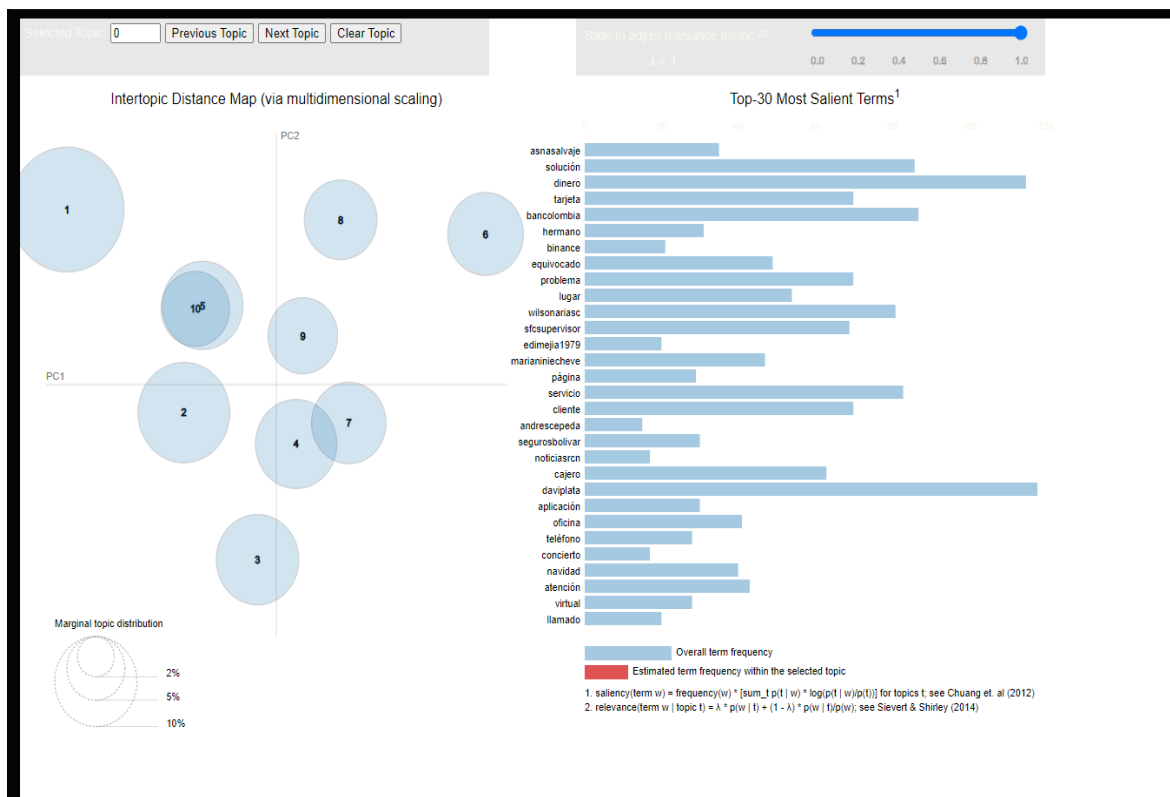 Selected Topic: 0 Previous Topic Next Topic Clear Topic
Slide to adjust relevance metric:(2)
λ = 1
0.0 0.2 0.4 0.6 0.8 1.0
Intertopic Distance Map (via multidimensional scaling)
PC2
PC1
1
8
6
10
5
9
2
7
4
3
Marginal topic distribution
2%
5%
10%
Top-30 Most Salient Terms1
0 20 40 60 80 100 120
asnasalvaje
solución
dinero
tarjeta
bancolombia
hermano
binance
equivocado
problema
lugar
wilsonariasc
sfcsupervisor
edimejia1979
marianiniecheve
página
servicio
cliente
andrescepeda
segurosbolivar
noticiasrcn
cajero
daviplata
aplicación
oficina
teléfono
concierto
navidad
atención
virtual
llamado
Overall term frequency
Estimated term frequency within the selected topic
1. saliency(term w) = frequency(w) * [sum_t p(t | w) * log(p(t | w)/p(t))] for topics t; see Chuang et. al (2012)
2. relevance(term w | topic t) = λ * p(w | t) + (1 - λ) * p(w | t)/p(w); see Sievert & Shirley (2014)